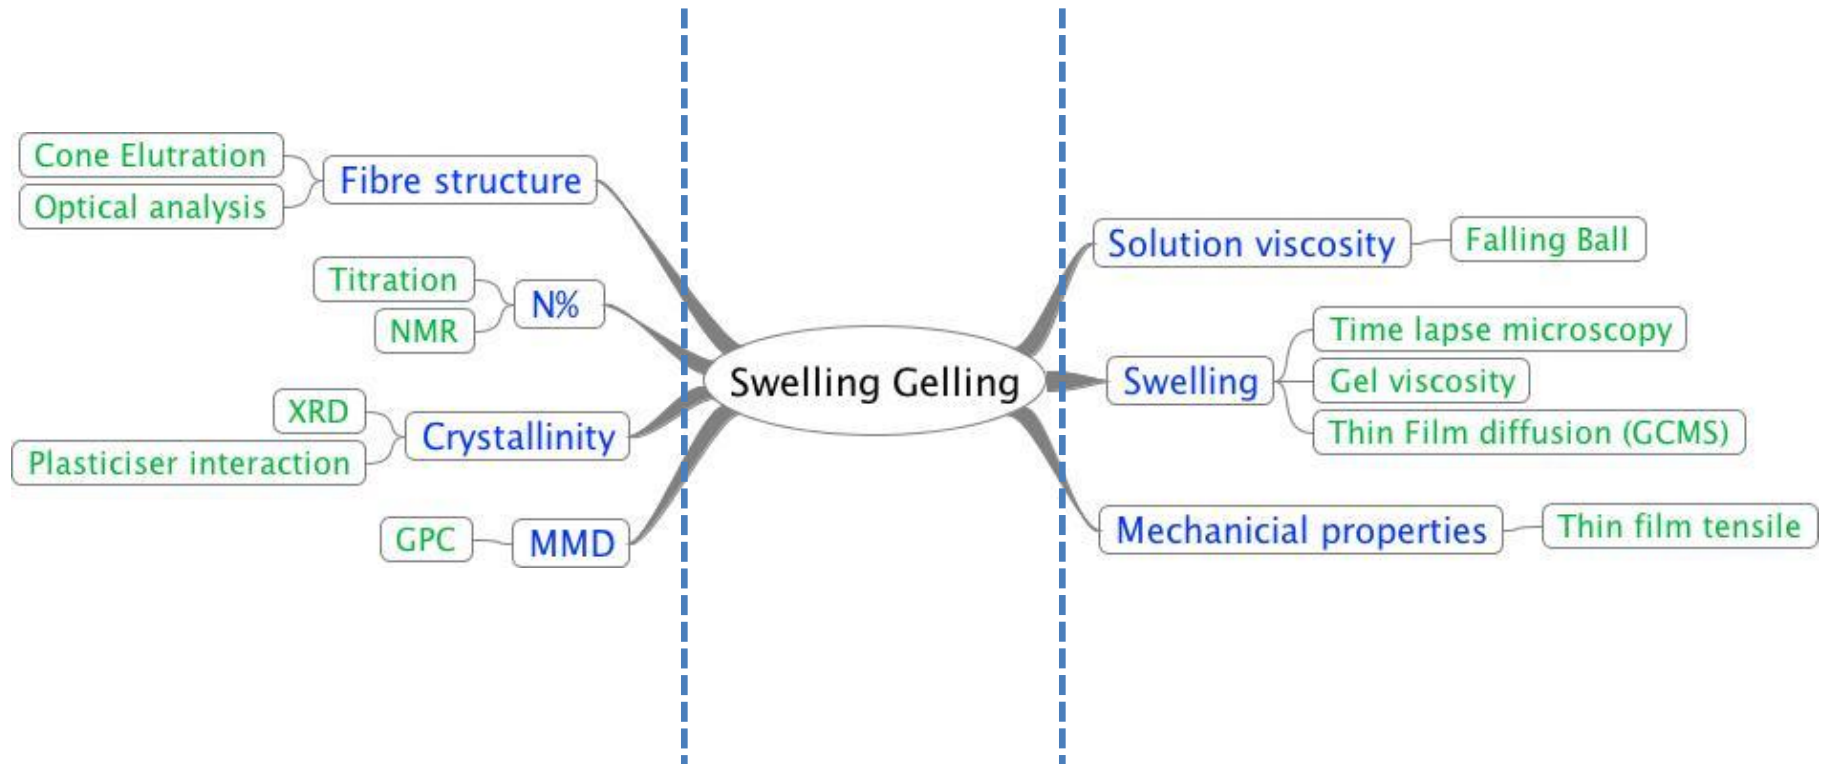 Cone Elutration
Optical analysis
Fibre structure
Titration
NMR
N%
XRD
Plasticiser interaction
Crystallinity
GPC
MMD
Swelling Gelling
Solution viscosity
Falling Ball
Swelling
Time lapse microscopy
Gel viscosity
Thin Film diffusion (GCMS)
Mechanicial properties
Thin film tensile